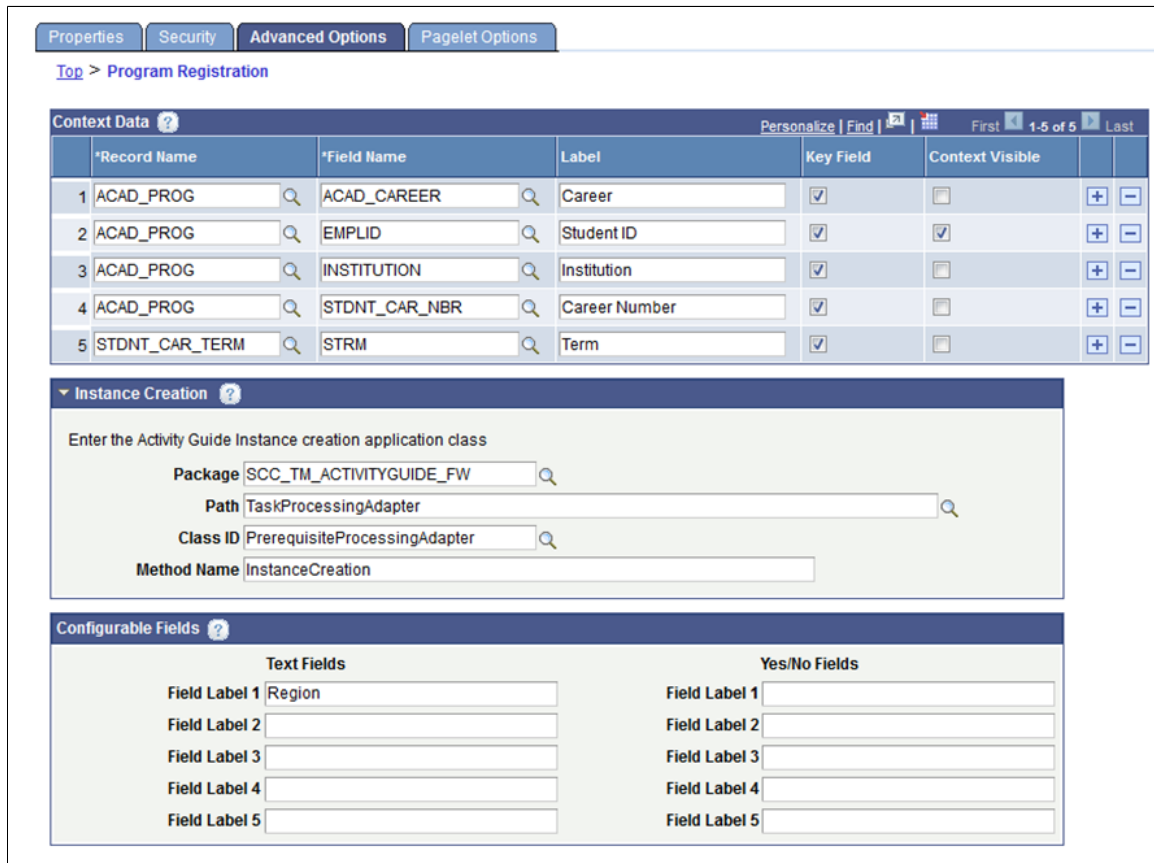 Properties Security Advanced Options Pagelet Options
Top > Program Registration
Context Data ? Personalize | Find | | First 1-5 of 5 Last
*Record Name *Field Name Label Key Field Context Visible
1 ACAD_PROG ACAD_CAREER Career
2 ACAD_PROG EMPLID Student ID
3 ACAD_PROG INSTITUTION Institution
4 ACAD_PROG STDNT_CAR_NBR Career Number
5 STDNT_CAR_TERM STRM Term
Instance Creation ?
Enter the Activity Guide Instance creation application class
Package SCC_TM_ACTIVITYGUIDE_FW
Path TaskProcessingAdapter
Class ID PrerequisiteProcessingAdapter
Method Name InstanceCreation
Configurable Fields ?
Text Fields Yes/No Fields
Field Label 1 Region Field Label 1
Field Label 2 Field Label 2
Field Label 3 Field Label 3
Field Label 4 Field Label 4
Field Label 5 Field Label 5